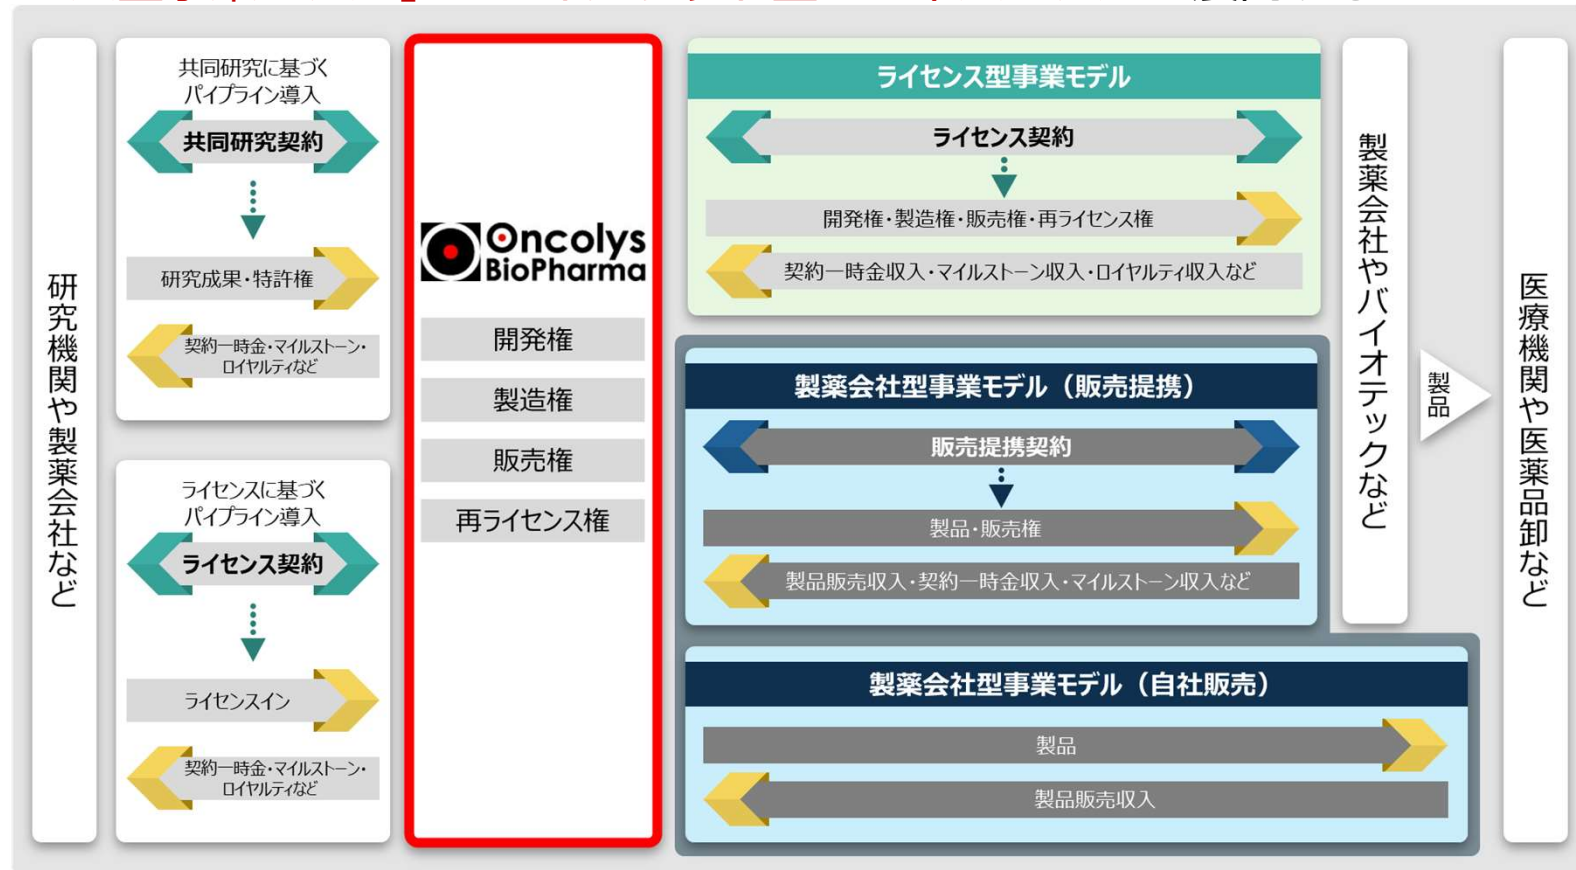 研究機関や製薬会社など
共同研究に基づく
パイプライン導入
共同研究契約
研究成果・特許権
契約一時金・マイルストーン・
ロイヤルティなど
ライセンスに基づく
パイプライン導入
ライセンス契約
ライセンスイン
契約一時金・マイルストーン・
ロイヤルティなど
Oncolys
BioPharma
開発権
製造権
販売権
再ライセンス権
ライセンス型事業モデル
ライセンス契約
開発権・製造権・販売権・再ライセンス権
契約一時金収入・マイルストーン収入・ロイヤルティ収入など
製薬会社型事業モデル（販売提携）
販売提携契約
製品・販売権
製品販売収入・契約一時金収入・マイルストーン収入など
製薬会社型事業モデル（自社販売）
製品
製品販売収入
製薬会社やバイオテックなど
製品
医療機関や医薬品卸など